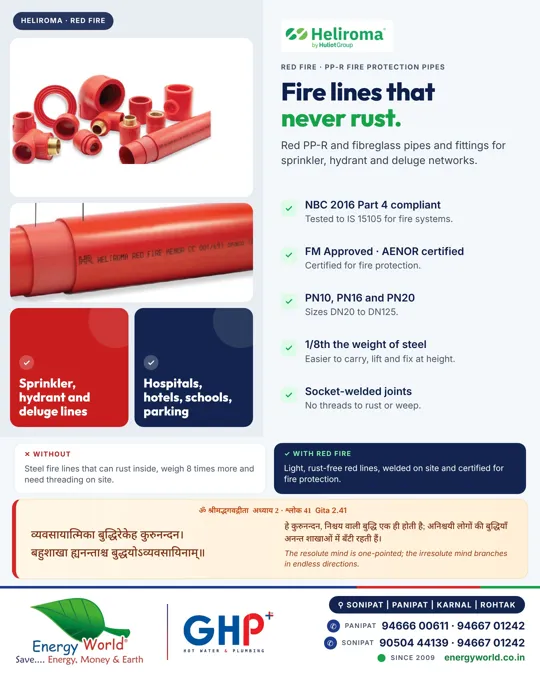 HELIROMA · RED FIRE
Heliroma®
by HuliotGroup
RED FIRE · PP-R FIRE PROTECTION PIPES
Fire lines that
never rust.
Red PP-R and fibreglass pipes and fittings for
sprinkler, hydrant and deluge networks.
HELIROMA RED FIRE AENOR
✓ NBC 2016 Part 4 compliant
Tested to IS 15105 for fire systems.
✓ FM Approved · AENOR certified
Certified for fire protection.
✓ PN10, PN16 and PN20
Sizes DN20 to DN125.
✓ 1/8th the weight of steel
Easier to carry, lift and fix at height.
✓ Socket-welded joints
No threads to rust or weep.
✓
Sprinkler,
hydrant and
deluge lines
✓
Hospitals,
hotels, schools,
parking
✕ WITHOUT
Steel fire lines that can rust inside, weigh 8 times more and
need threading on site.
✓ WITH RED FIRE
Light, rust-free red lines, welded on site and certified for
fire protection.
ॐ श्रीमद्भगवद्गीता अध्याय 2 · श्लोक 41 Gita 2.41
व्यवसायात्मिका बुद्धिरेकेह कुरुनन्दन।
बहुशाखा ह्यनन्ताश्च बुद्धयोऽव्यवसायिनाम्॥
हे कुरुनन्दन, निश्चय वाली बुद्धि एक ही होती है; अनिश्चयी लोगों की बुद्धियाँ
अनन्त शाखाओं में बँटी रहती हैं।
The resolute mind is one-pointed; the irresolute mind branches
in endless directions.
Energy World®
Save.... Energy, Money & Earth
GHP+
HOT WATER & PLUMBING
SONIPAT | PANIPAT | KARNAL | ROHTAK
PANIPAT 94666 00611 · 94667 01242
SONIPAT 90504 44139 · 94667 01242
SINCE 2009 energyworld.co.in